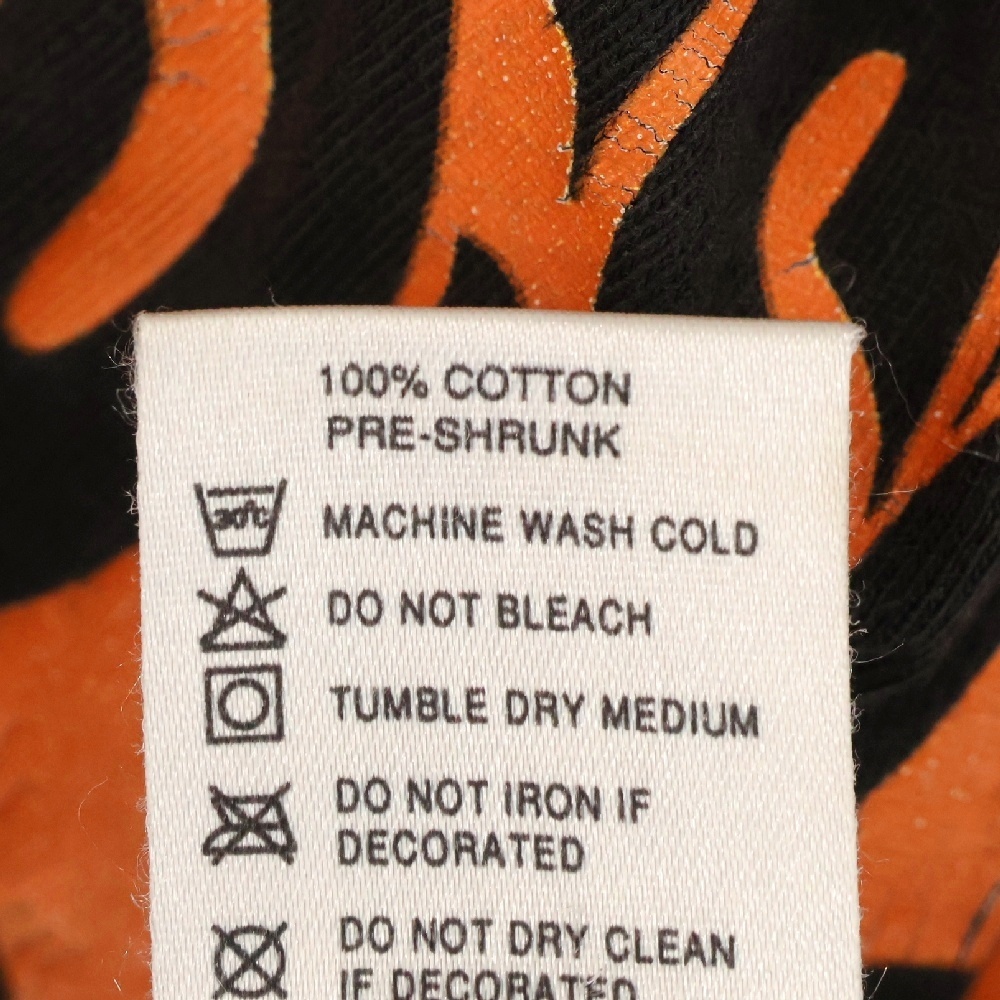 100% COTTON
PRE-SHRUNK
30°C
MACHINE WASH COLD
DO NOT BLEACH
TUMBLE DRY MEDIUM
DO NOT IRON IF
DECORATED
DO NOT DRY CLEAN
IF DECORATED